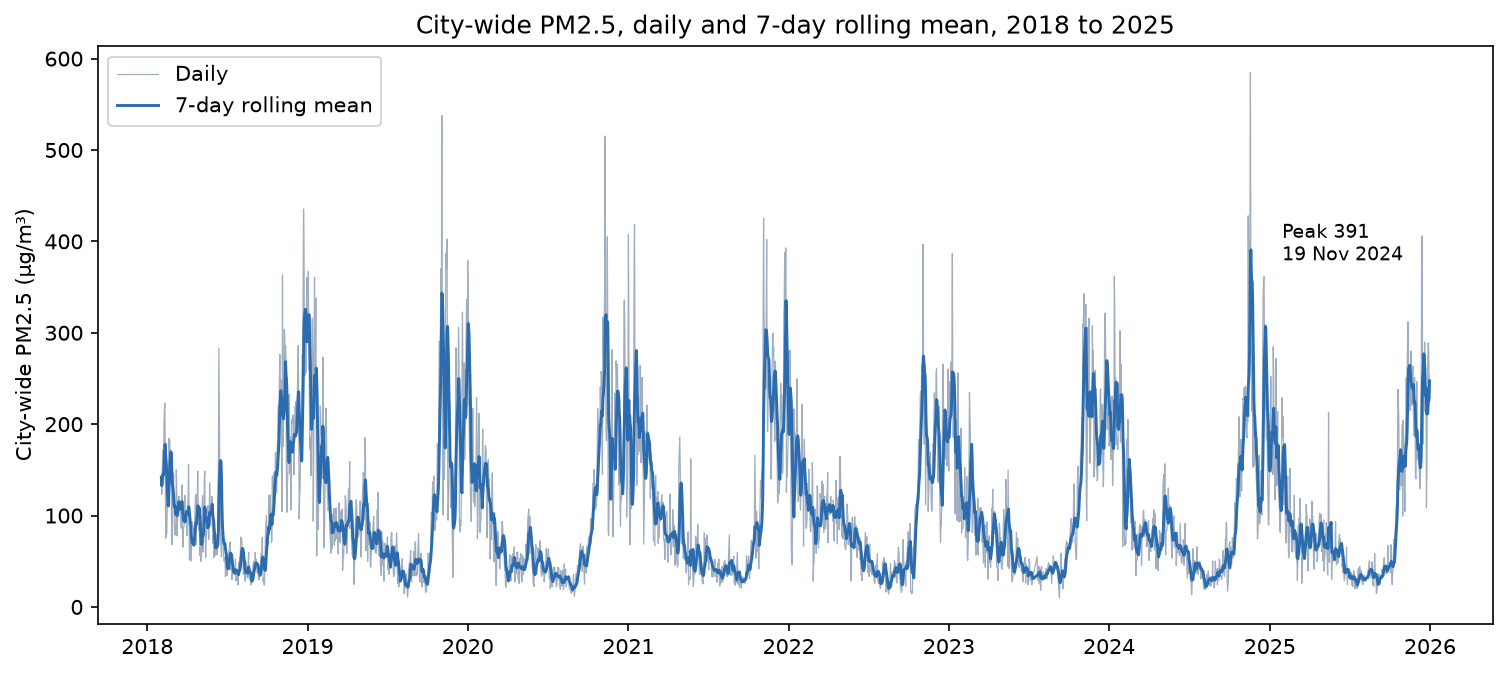 City-wide PM2.5, daily and 7-day rolling mean, 2018 to 2025
Daily
7-day rolling mean
City-wide PM2.5 (µg/m³)
600
500
400
300
200
100
0
Peak 391
19 Nov 2024
2018 2019 2020 2021 2022 2023 2024 2025 2026